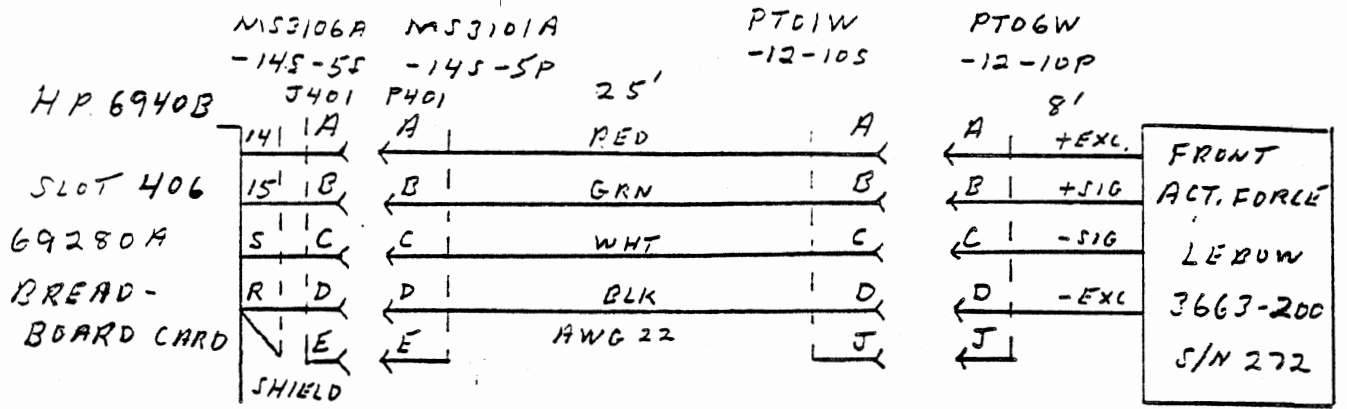 MS3106A MS3101A PT01W PT06W
-14S-5S -14S-5P -12-10S -12-10P
HP 6940B J401 P401 25' 8'
14 A A RED A A +EXC. FRONT
SLOT 406 15 B B GRN B B +SIG ACT. FORCE
69280A S C C WHT C C -SIG LEBOW
BREAD- R D D BLK D D -EXC 3663-200
BOARD CARD E E AWG 22 J J S/N 272
SHIELD